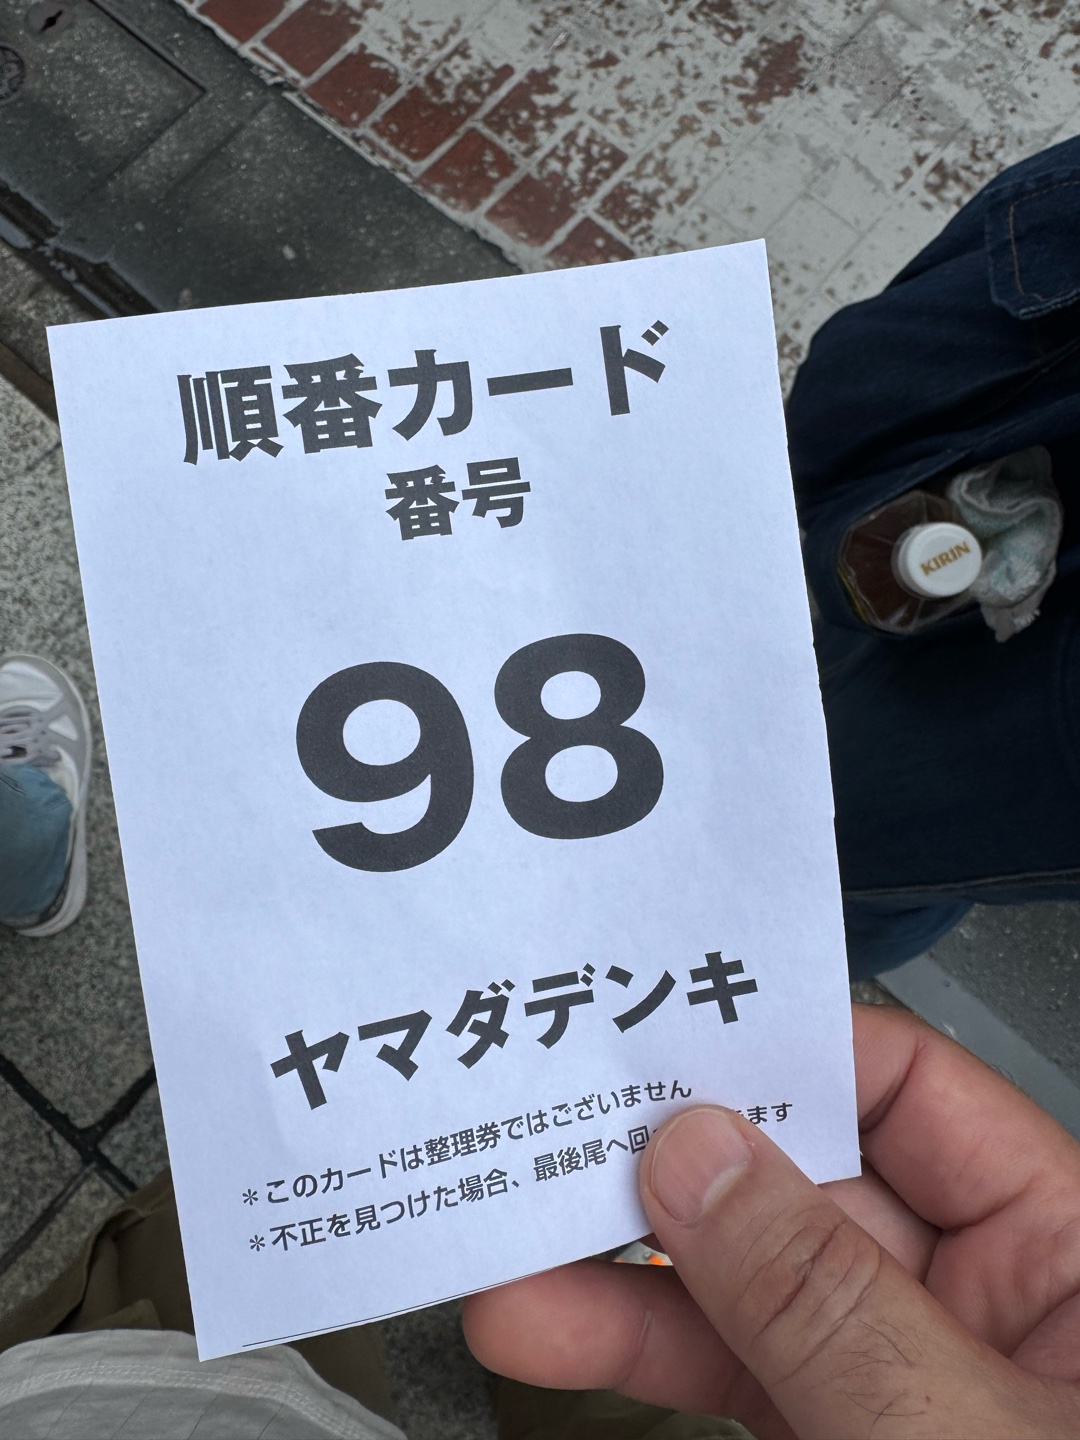 順番カード
番号
98
ヤマダデンキ
＊このカードは整理券ではございません
＊不正を見つけた場合、最後尾へ回 ます
KIRIN